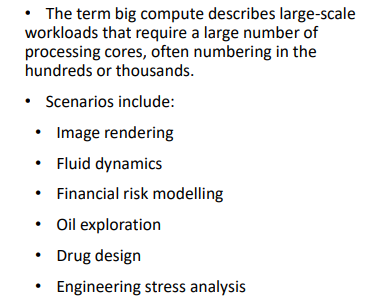 • The term big compute describes large-scale
workloads that require a large number of
processing cores, often numbering in the
hundreds or thousands.
• Scenarios include:
• Image rendering
• Fluid dynamics
• Financial risk modelling
• Oil exploration
• Drug design
• Engineering stress analysis